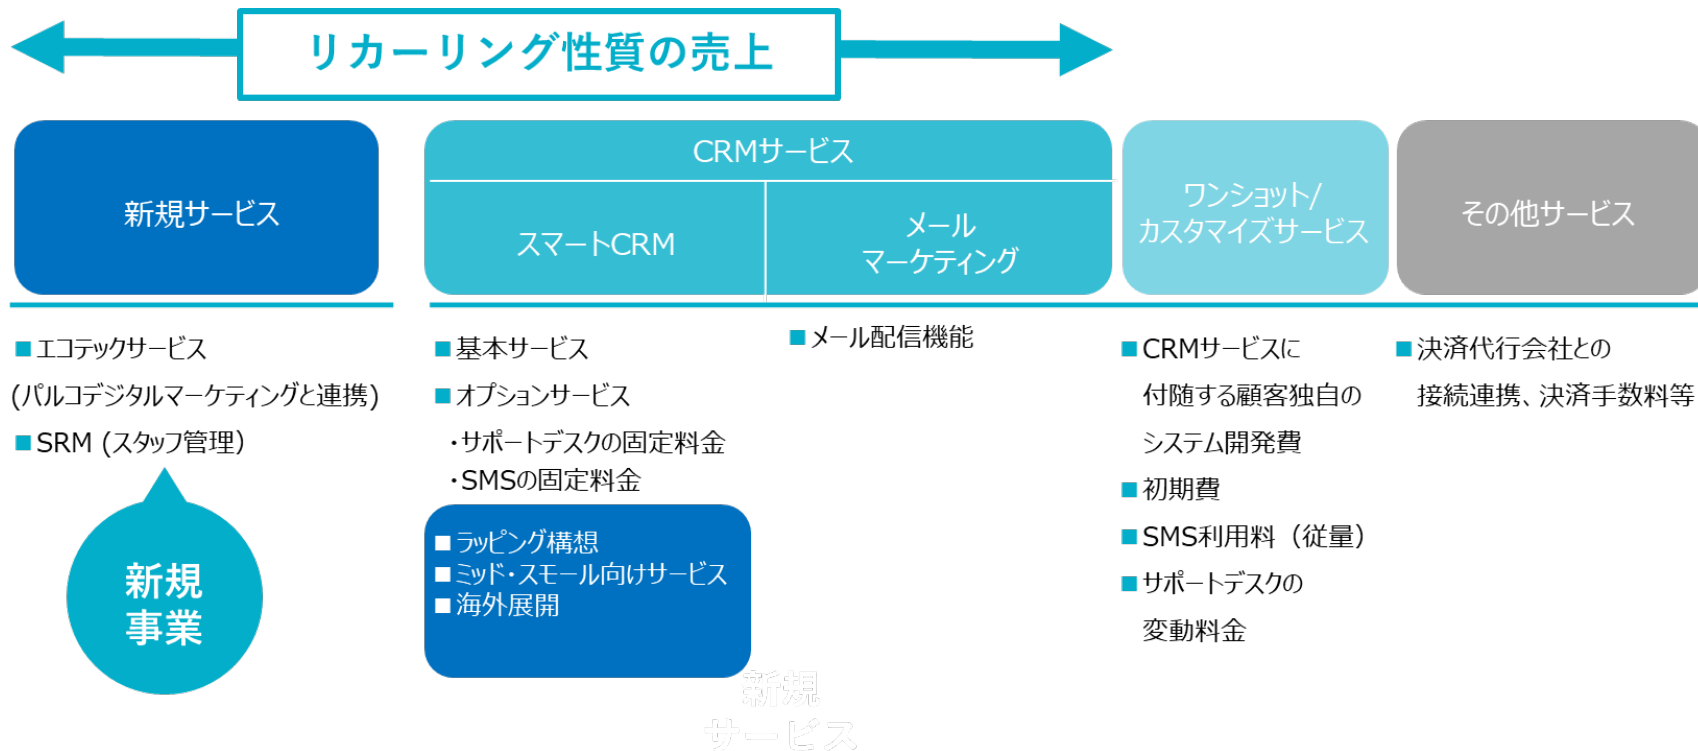 リカーリング性質の売上
新規サービス
CRMサービス
スマートCRM
メール
マーケティング
ワンショット/
カスタマイズサービス
その他サービス
■エコテックサービス
(パルコデジタルマーケティングと連携)
■SRM (スタッフ管理)
新規
事業
■基本サービス
■オプションサービス
・サポートデスクの固定料金
・SMSの固定料金
■ラッピング構想
■ミッド・スモール向けサービス
■海外展開
新規
サービス
■メール配信機能
■CRMサービスに
付随する顧客独自の
システム開発費
■初期費
■SMS利用料（従量）
■サポートデスクの
変動料金
■決済代行会社との
接続連携、決済手数料等